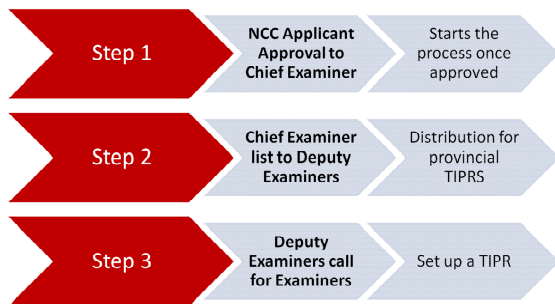 Step 1
NCC Applicant
Approval to
Chief Examiner
Starts the
process once
approved
Step 2
Chief Examiner
list to Deputy
Examiners
Distribution for
provincial
TIPRS
Step 3
Deputy
Examiners call
for Examiners
Set up a TIPR